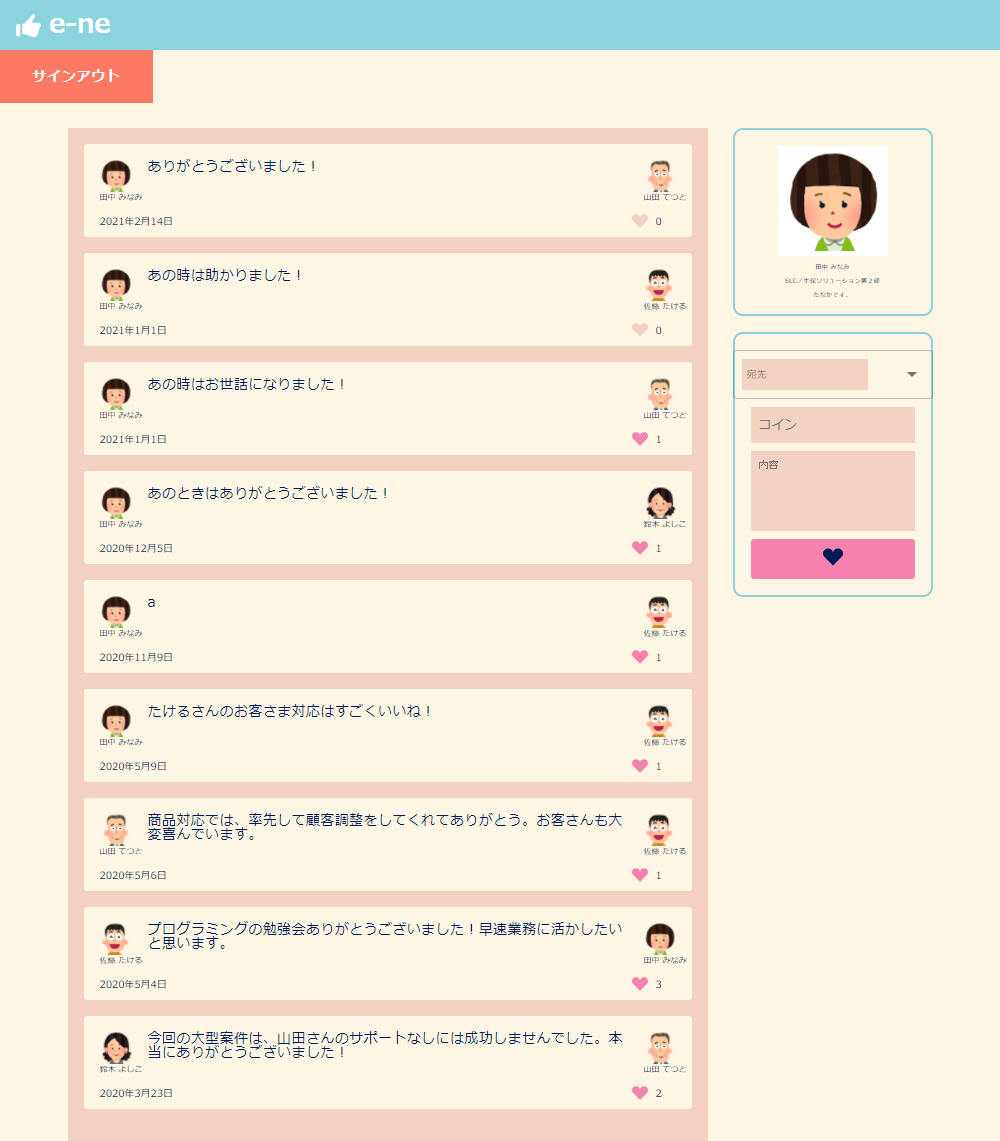 e-ne
サインアウト
ありがとうございました！
田中 みなみ
山田 てつと
2021年2月14日
0
あの時は助かりました！
田中 みなみ
佐藤 たける
2021年1月1日
0
あの時はお世話になりました！
田中 みなみ
山田 てつと
2021年1月1日
1
あのときはありがとうございました！
田中 みなみ
鈴木 よしこ
2020年12月5日
1
a
田中 みなみ
佐藤 たける
2020年11月9日
1
たけるさんのお客さま対応はすごくいいね！
田中 みなみ
佐藤 たける
2020年5月9日
1
商品対応では、率先して顧客調整をしてくれてありがとう。お客さんも大
変喜んでいます。
山田 てつと
佐藤 たける
2020年5月6日
1
プログラミングの勉強会ありがとうございました！早速業務に活かしたい
と思います。
佐藤 たける
田中 みなみ
2020年5月4日
3
今回の大型案件は、山田さんのサポートなしには成功しませんでした。本
当にありがとうございました！
鈴木 よしこ
山田 てつと
2020年3月23日
2
田中 みなみ
SLC／生保ソリューション第２部
たなかです。
宛先
コイン
内容